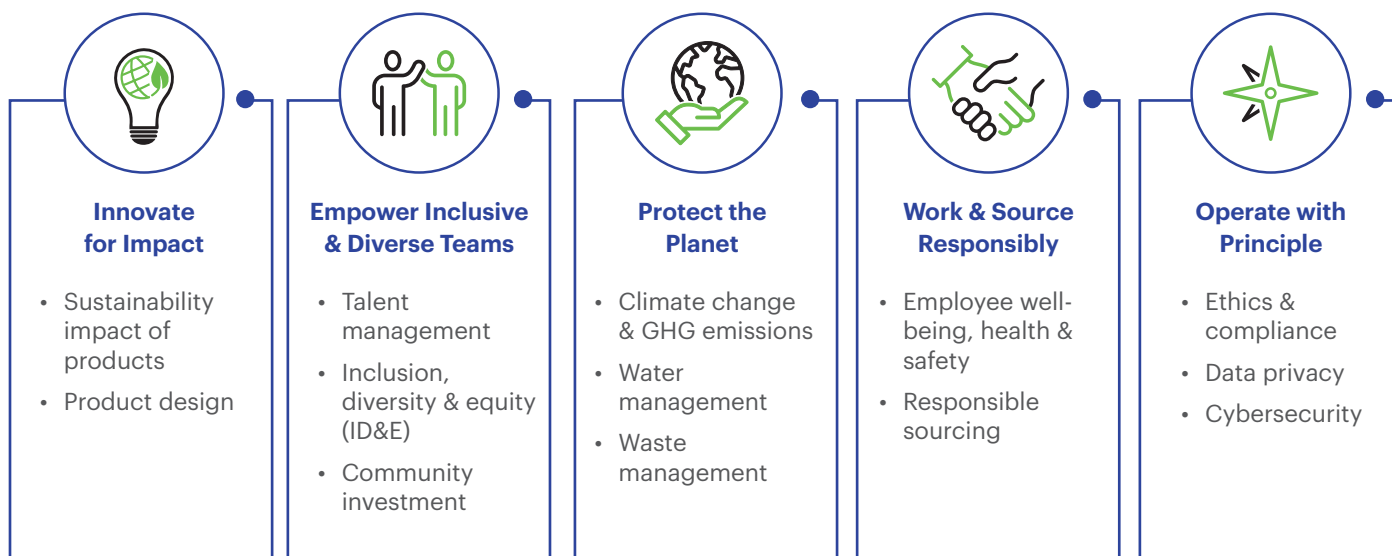 Innovate
for Impact
• Sustainability
impact of
products
• Product design
Empower Inclusive
& Diverse Teams
• Talent
management
• Inclusion,
diversity & equity
(ID&E)
• Community
investment
Protect the
Planet
• Climate change
& GHG emissions
• Water
management
• Waste
management
Work & Source
Responsibly
• Employee well-
being, health &
safety
• Responsible
sourcing
Operate with
Principle
• Ethics &
compliance
• Data privacy
• Cybersecurity